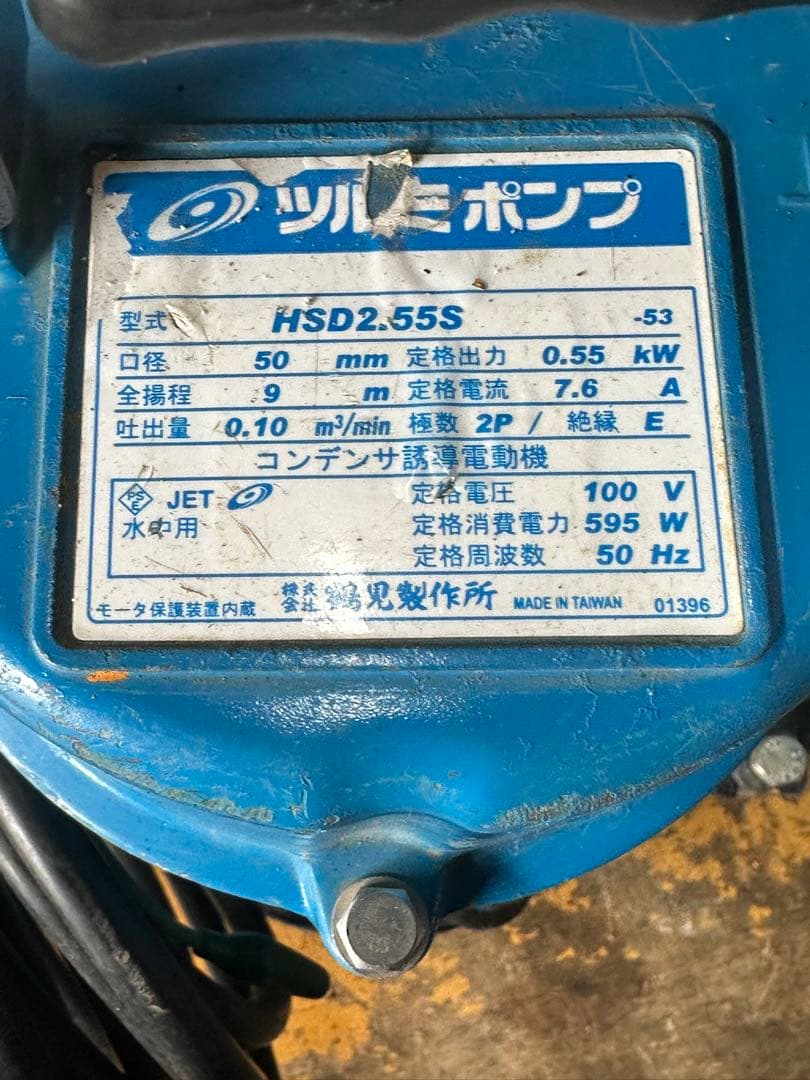 ツルミポンプ
型式 HSD2.55S -53
口径 50 mm 定格出力 0.55 kW
全揚程 9 m 定格電流 7.6 A
吐出量 0.10 m³/min 極数 2P / 絶縁 E
コンデンサ誘導電動機
PSE JET 定格電圧 100 V
水中用 定格消費電力 595 W
定格周波数 50 Hz
モータ保護装置内蔵 株式会社 鶴見製作所 MADE IN TAIWAN 01396